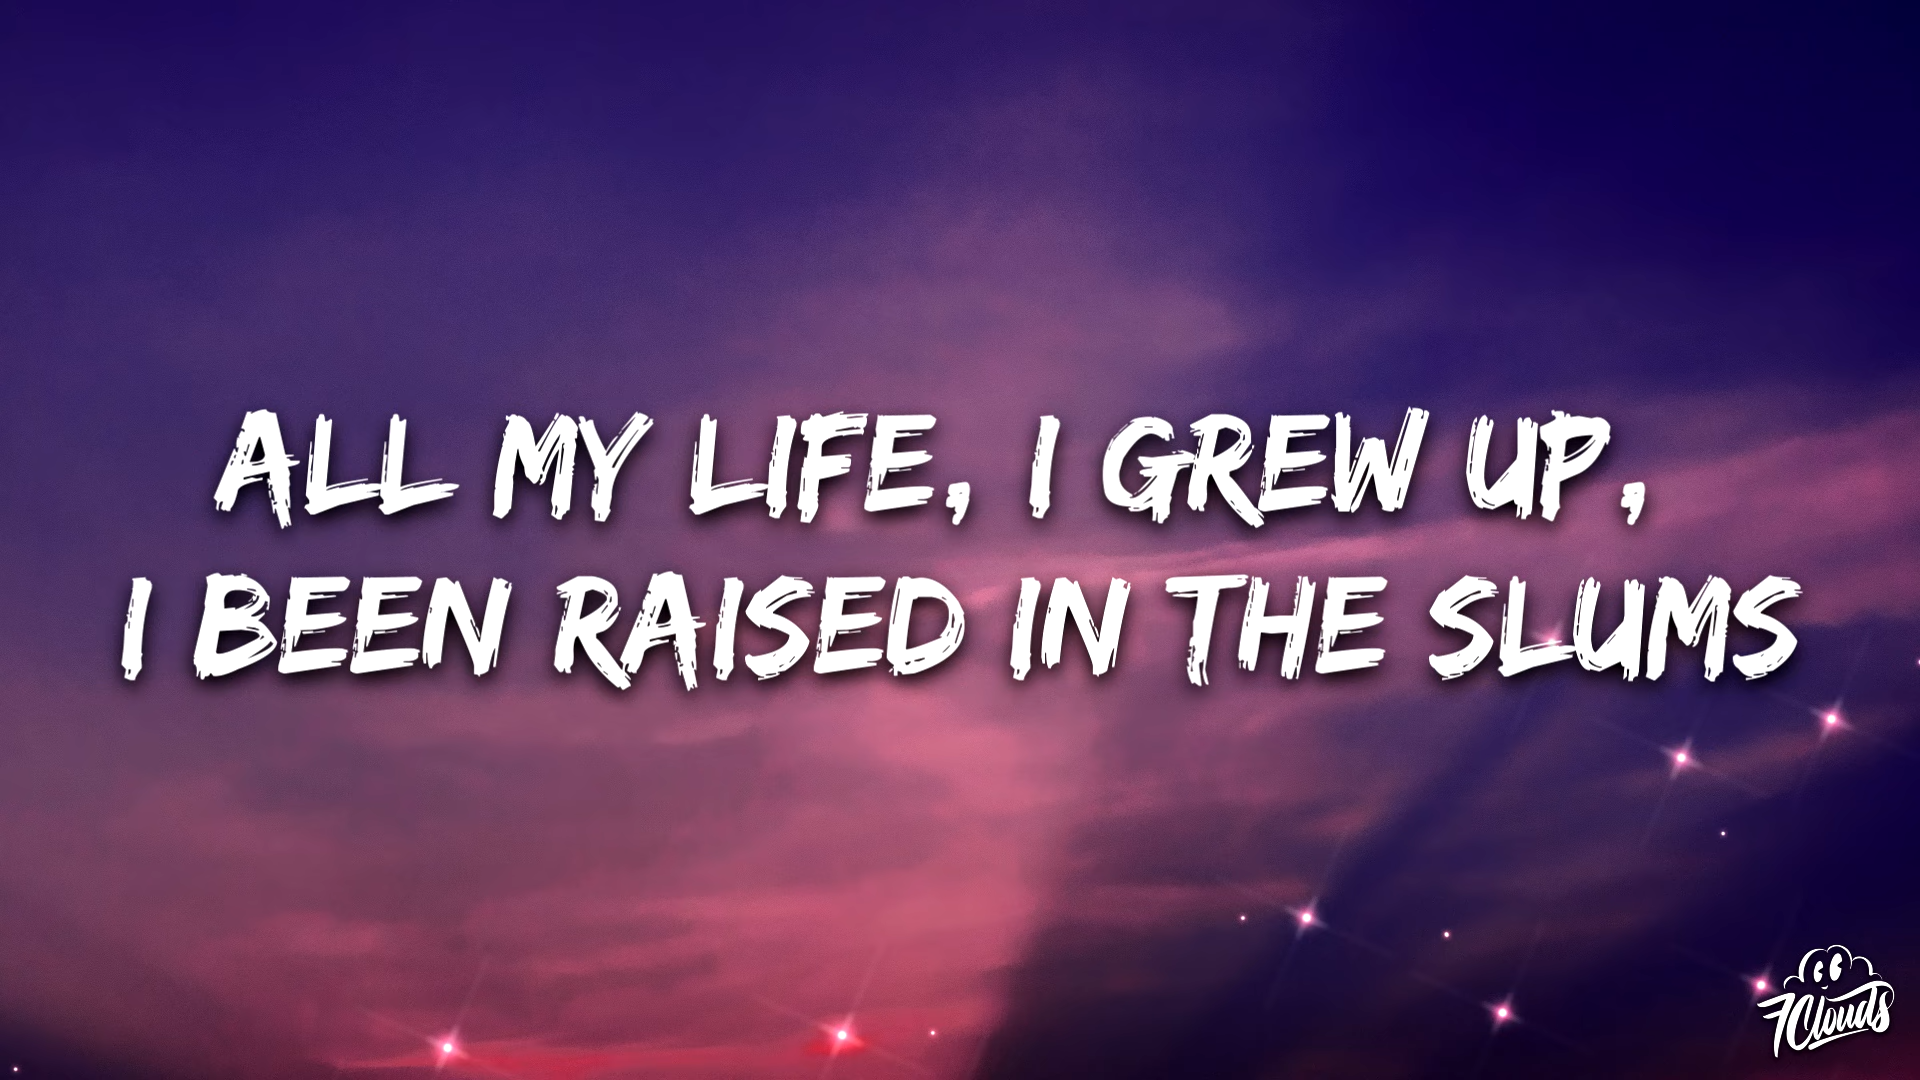 ALL MY LIFE, I GREW UP,
I BEEN RAISED IN THE SLUMS
7Clouds